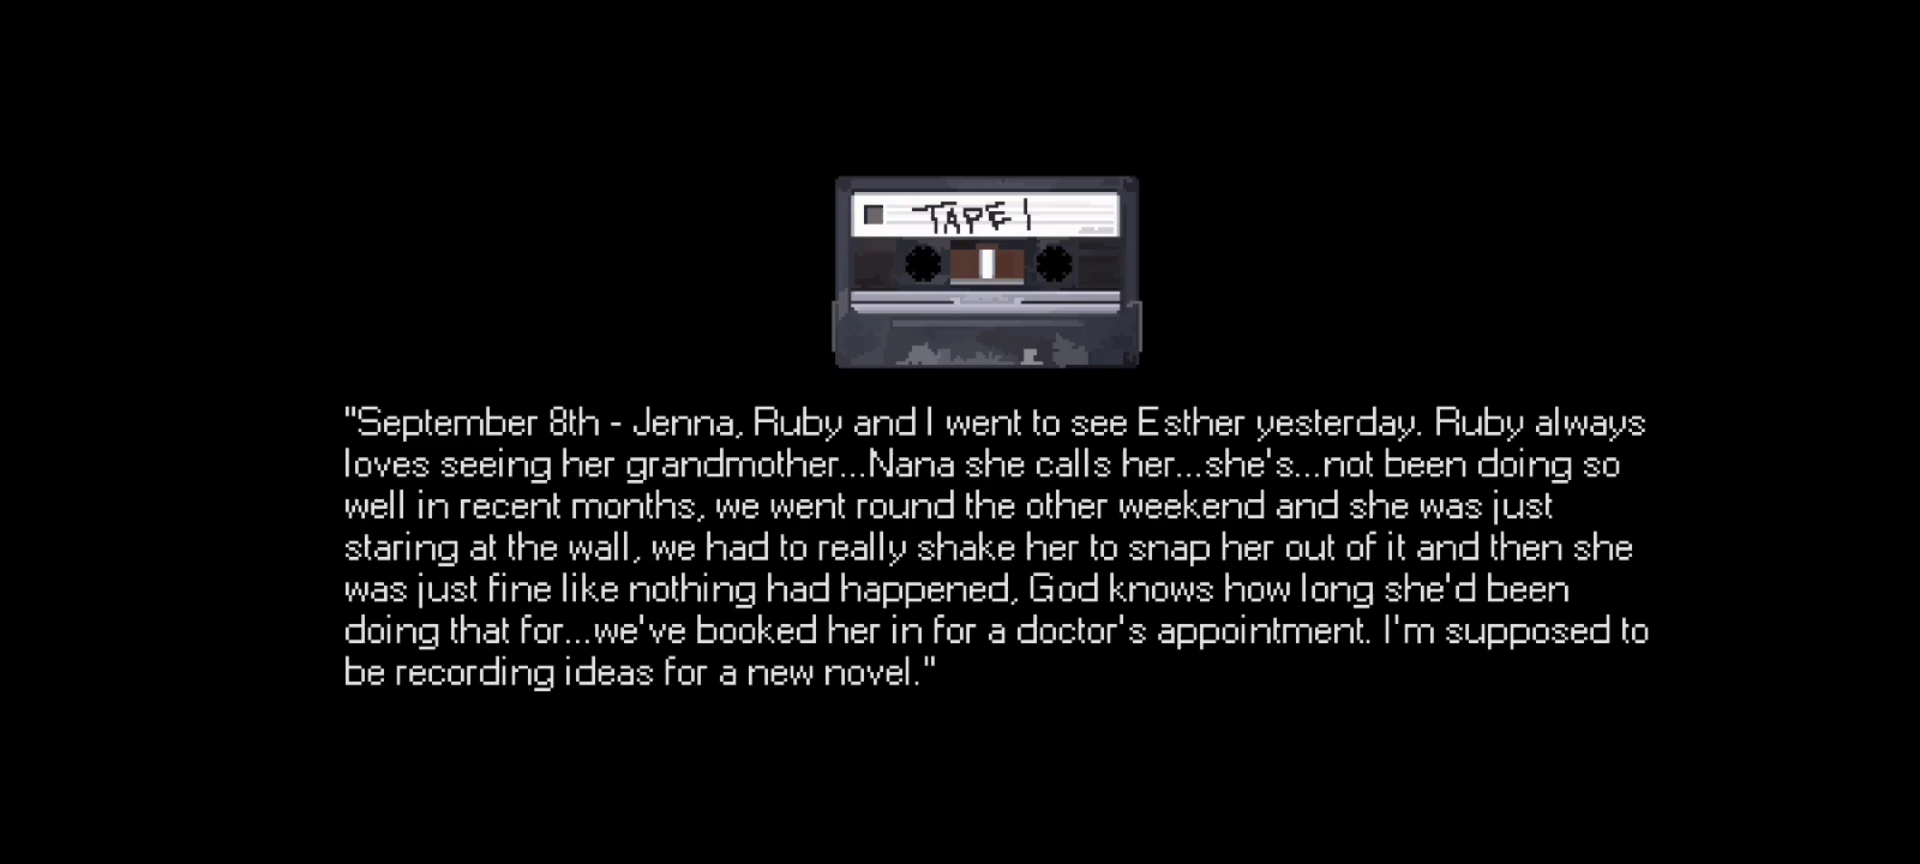 TAPE 1
"September 8th - Jenna, Ruby and I went to see Esther yesterday. Ruby always
loves seeing her grandmother...Nana she calls her...she's...not been doing so
well in recent months, we went round the other weekend and she was just
staring at the wall, we had to really shake her to snap her out of it and then she
was just fine like nothing had happened, God knows how long she'd been
doing that for...we've booked her in for a doctor's appointment. I'm supposed to
be recording ideas for a new novel."